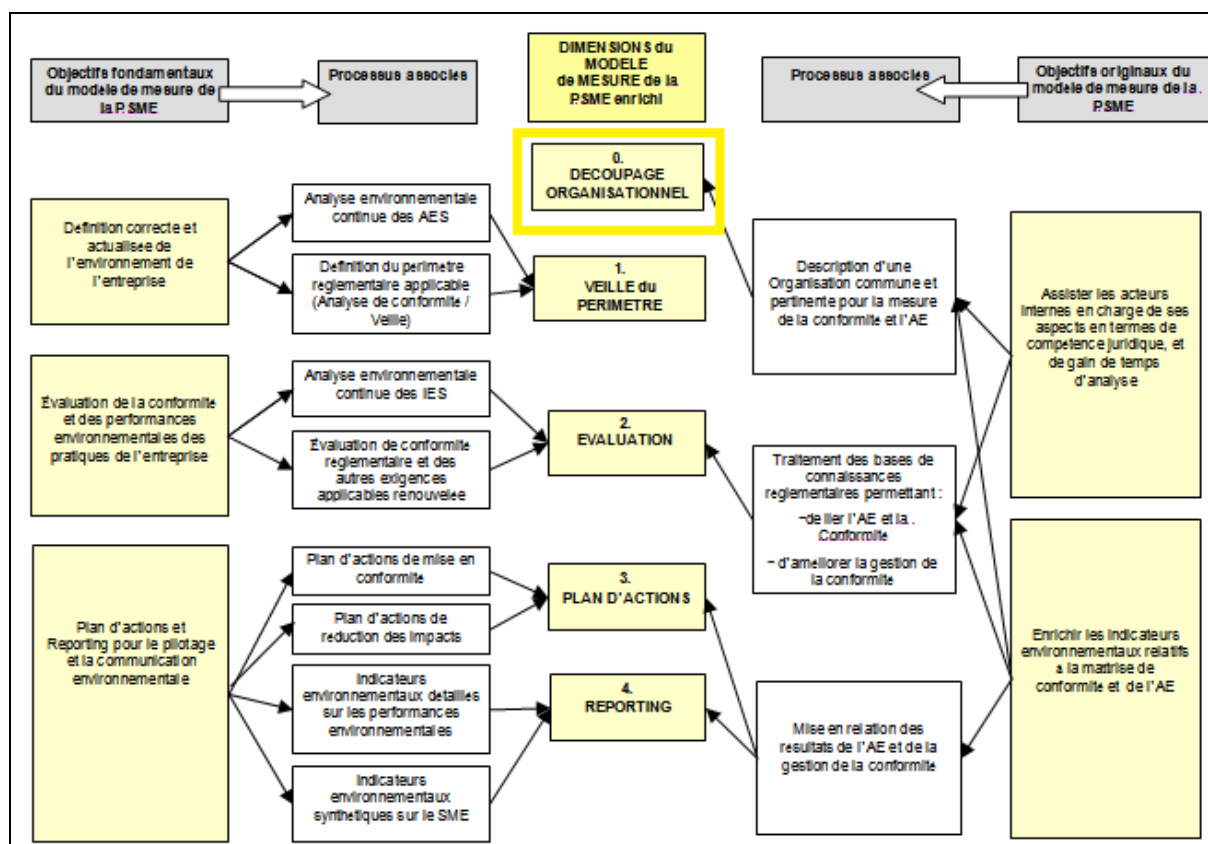 Objectifs fondamentaux
du modele de mesure de
la P.SME
Processus associes
DIMENSIONS du
MODELE
de MESURE de la
P.SME enrichi
Processus associes
Objectifs originaux du
modele de mesure de la .
P.SME
0.
DECOUPAGE
ORGANISATIONNEL
Definition correcte et
actualisee de
l'environnement de
l'entreprise
Analyse environnementale
continue des AES
Definition du perimetre
reglementaire applicable
(Analyse de conformite /
Veille)
1.
VEILLE du
PERIMETRE
Description d'une
Organisation commune et
pertinente pour la mesure
de la conformite et l'AE
Assister les acteurs
internes en charge de ses
aspects en termes de
competence juridique, et
de gain de temps
d'analyse
Évaluation de la conformite
et des performances
environnementales des
pratiques de l'entreprise
Analyse environnementale
continue des IES
Évaluation de conformite
reglementaire et des
autres exigences
applicables renouvelee
2.
EVALUATION
Traitement des bases de
connaissances
reglementaires permettant :
-de lier l'AE et la .
Conformite
- d'ameliorer la gestion de
la conformite
Plan d'actions et
Reporting pour le pilotage
et la communication
environnementale
Plan d'actions de mise en
conformite
Plan d'actions de
reduction des impacts
Indicateurs
environnementaux detailles
sur les performances
environnementales
Indicateurs
environnementaux
synthetiques sur le SME
3.
PLAN D'ACTIONS
4.
REPORTING
Mise en relation des
resultats de l'AE et de la
gestion de la conformite
Enrichir les indicateurs
environnementaux relatifs
a la maitrise de
conformite et de l'AE